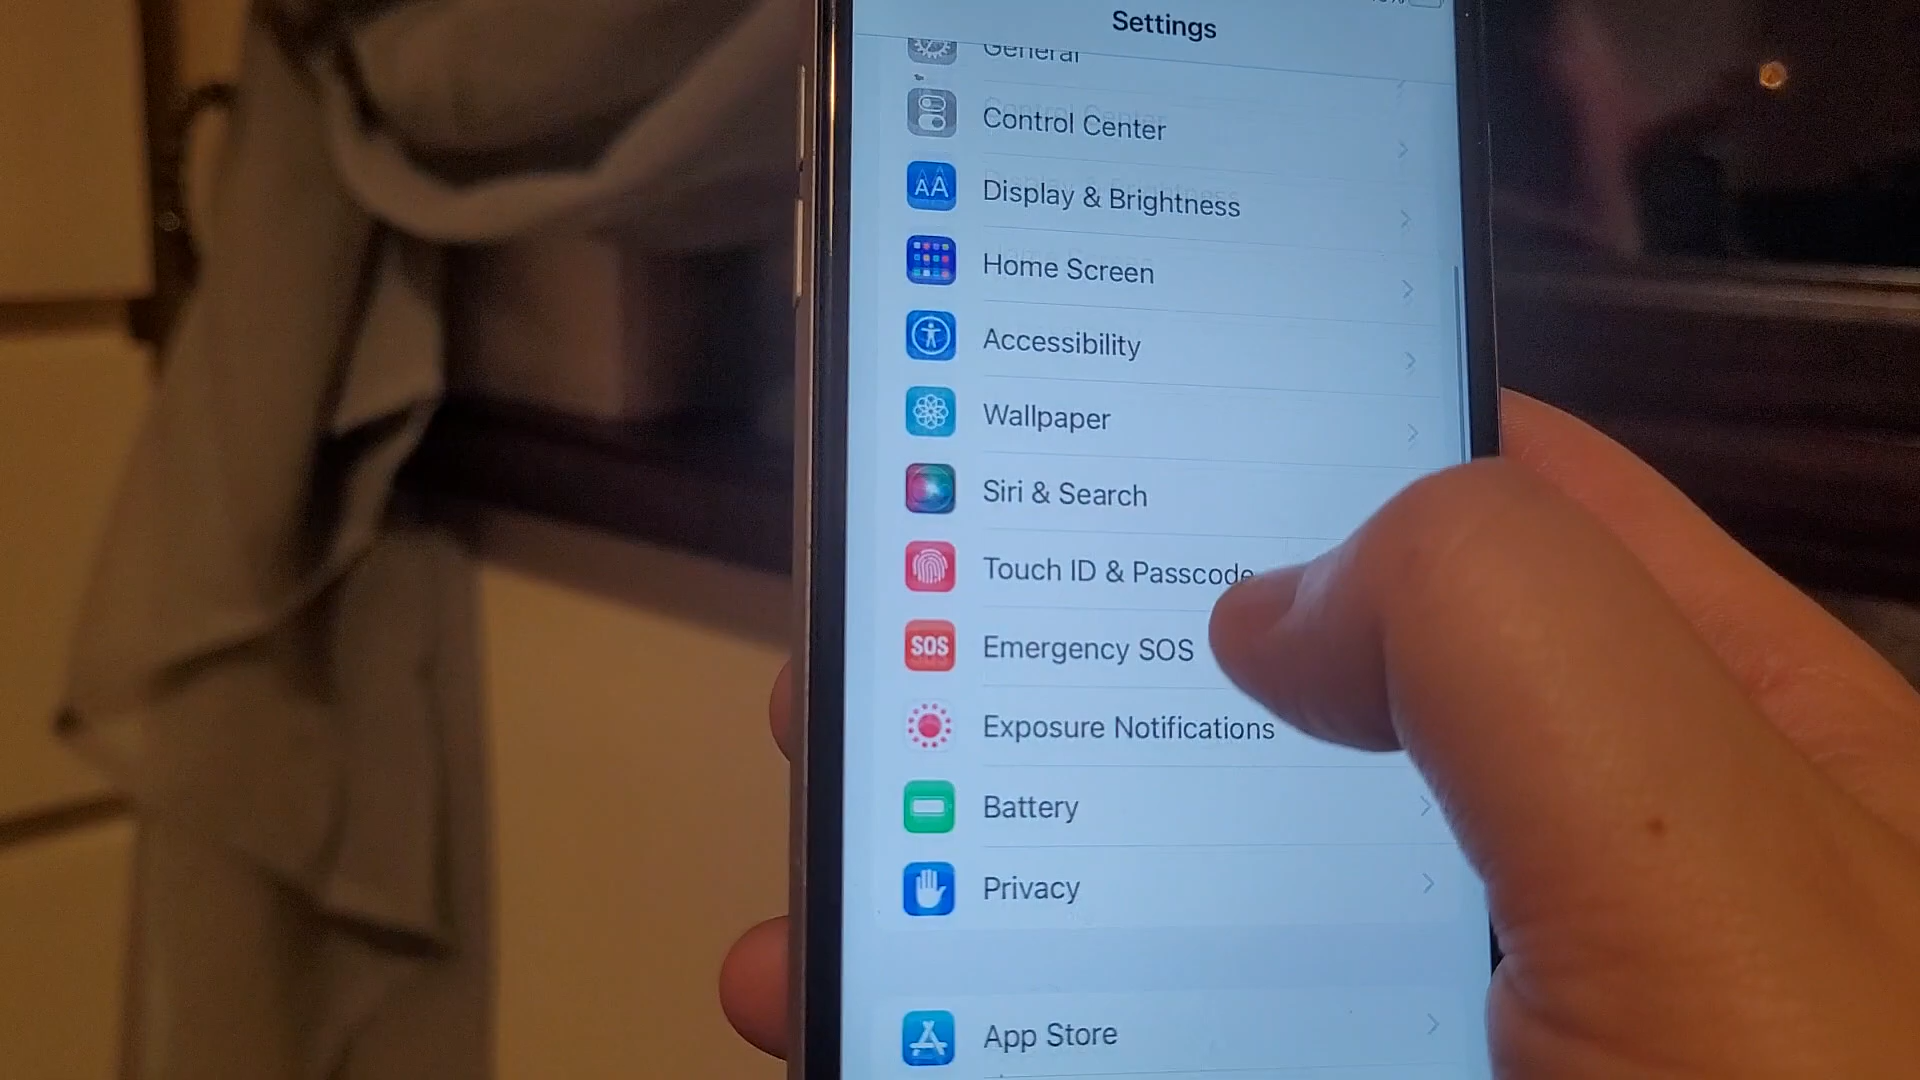 Settings
General
Control Center
AA
Display & Brightness
Home Screen
Accessibility
Wallpaper
Siri & Search
Touch ID & Passcode
SOS
Emergency SOS
Exposure Notifications
Battery
Privacy
App Store